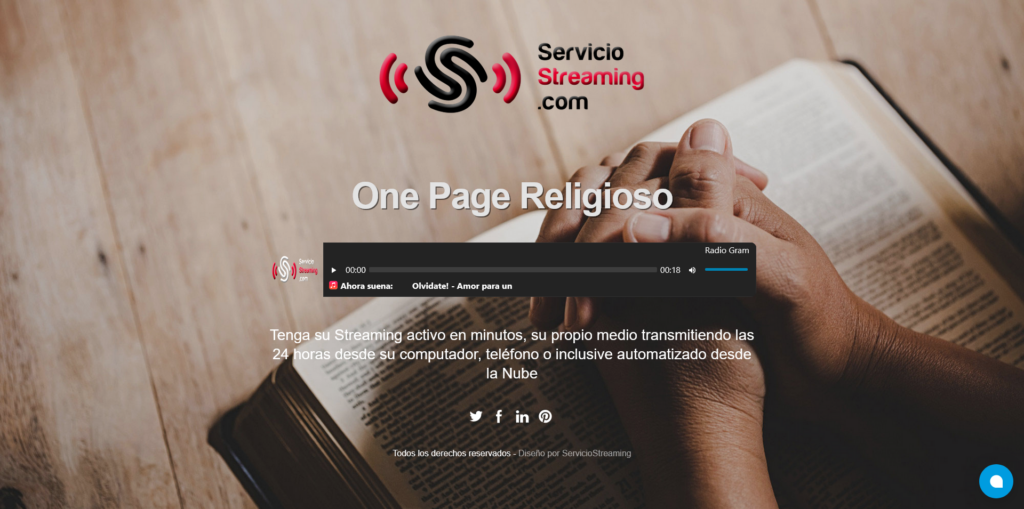 Servicio
Streaming
.com
One Page Religioso
Radio Gram
Servicio
Streaming
.com
00:00
00:18
Ahora suena: Olvidate! - Amor para un
Tenga su Streaming activo en minutos, su propio medio transmitiendo las
24 horas desde su computador, teléfono o inclusive automatizado desde
la Nube
Todos los derechos reservados - Diseño por ServicioStreaming